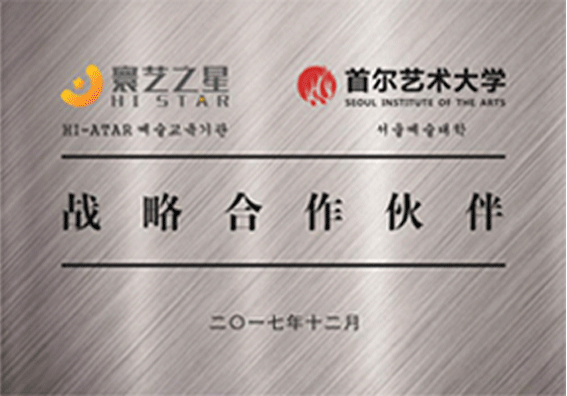 寰艺之星
HI STAR
HI-ATAR 예술교육기관
首尔艺术大学
SEOUL INSTITUTE OF THE ARTS
서울예술대학
战略合作伙伴
二〇一七年十二月